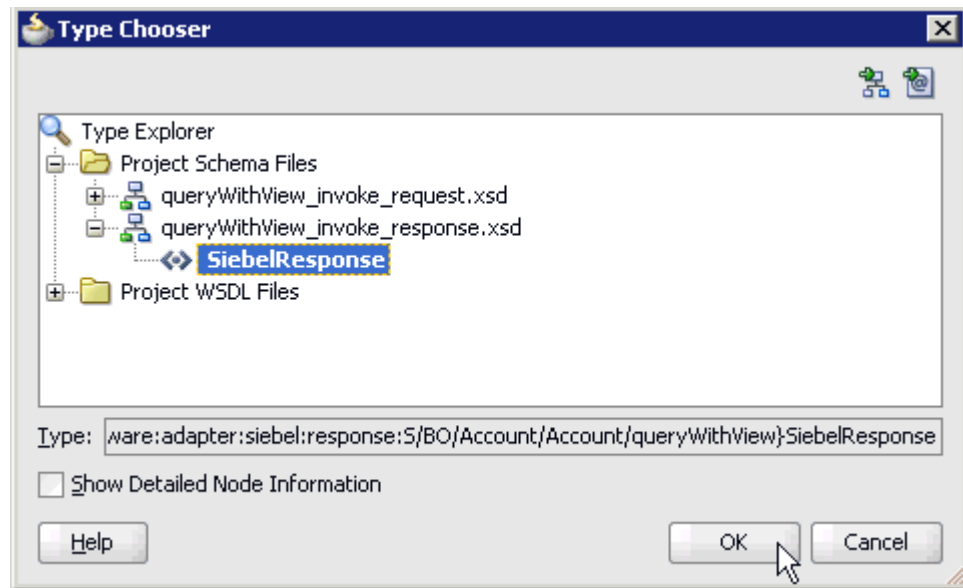 Type Chooser
Type Explorer
Project Schema Files
queryWithView_invoke_request.xsd
queryWithView_invoke_response.xsd
SiebelResponse
Project WSDL Files
Type: ware:adapter:siebel:response:S/BO/Account/Account/queryWithView}SiebelResponse
Show Detailed Node Information
Help OK Cancel